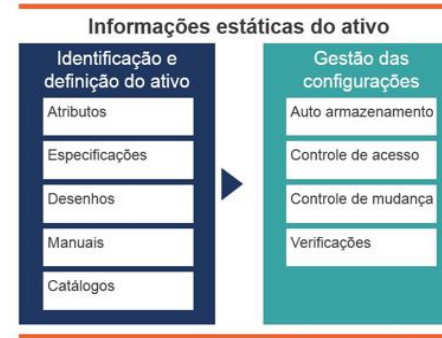 Informações estáticas do ativo
Identificação e
definição do ativo
Atributos
Especificações
Desenhos
Manuais
Catálogos
Gestão das
configurações
Auto armazenamento
Controle de acesso
Controle de mudança
Verificações